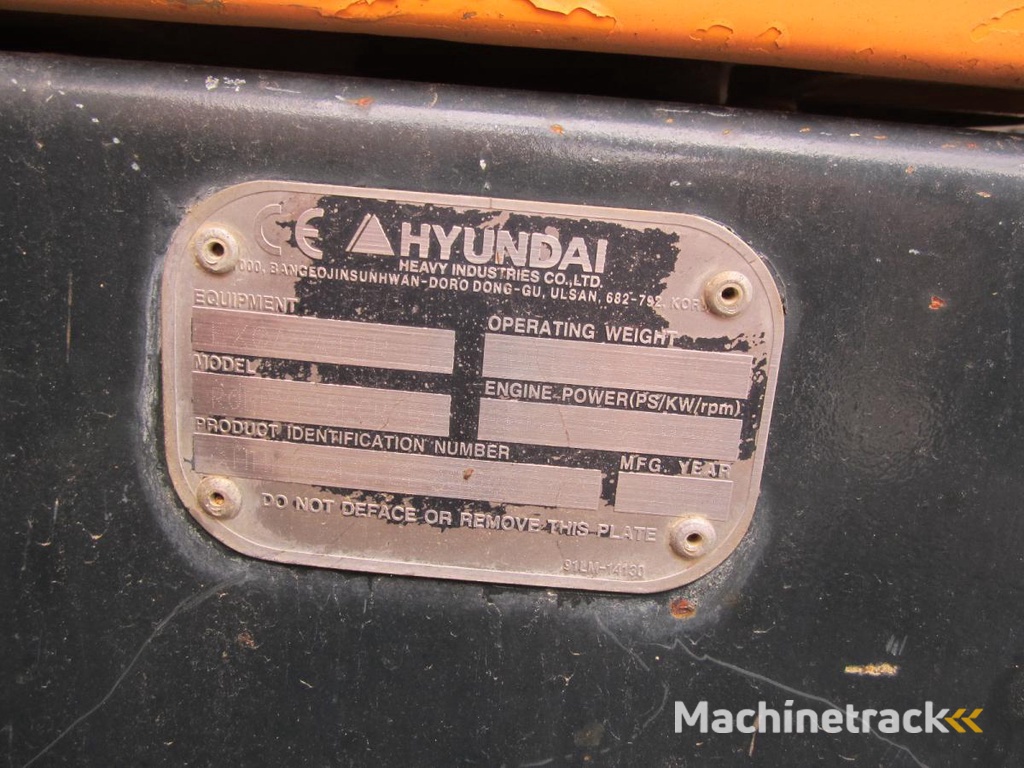 CE HYUNDAI
HEAVY INDUSTRIES CO.,LTD.
1000, BANGEOJINSUNHWAN-DORO DONG-GU, ULSAN, 682-792, KOREA
EQUIPMENT
OPERATING WEIGHT
MODEL
ENGINE POWER(PS/KW/rpm)
PRODUCT IDENTIFICATION NUMBER
MFG. YEAR
DO NOT DEFACE OR REMOVE THIS PLATE
91LM-14130
Machinetrack